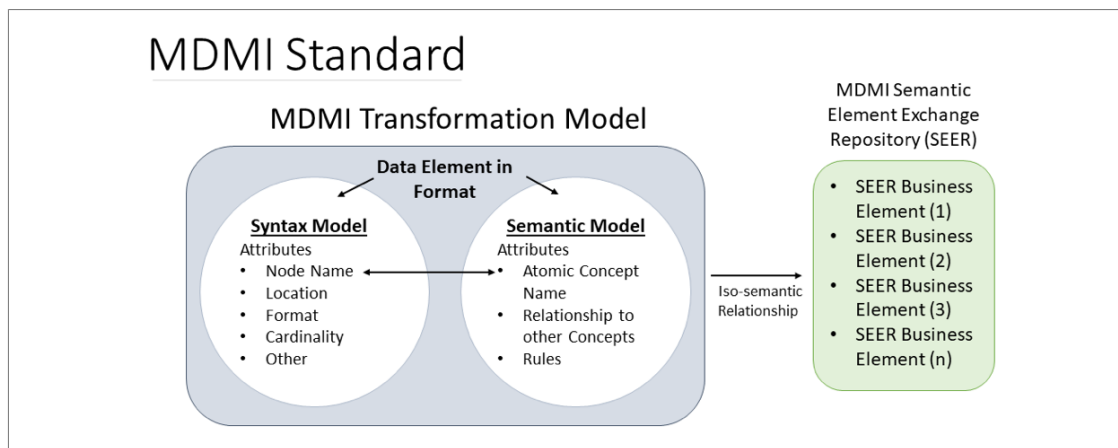 MDMI Standard
MDMI Transformation Model
Data Element in
Format
Syntax Model
Attributes
• Node Name
• Location
• Format
• Cardinality
• Other
Semantic Model
Attributes
• Atomic Concept
Name
• Relationship to
other Concepts
• Rules
Iso-semantic
Relationship
MDMI Semantic
Element Exchange
Repository (SEER)
• SEER Business
Element (1)
• SEER Business
Element (2)
• SEER Business
Element (3)
• SEER Business
Element (n)